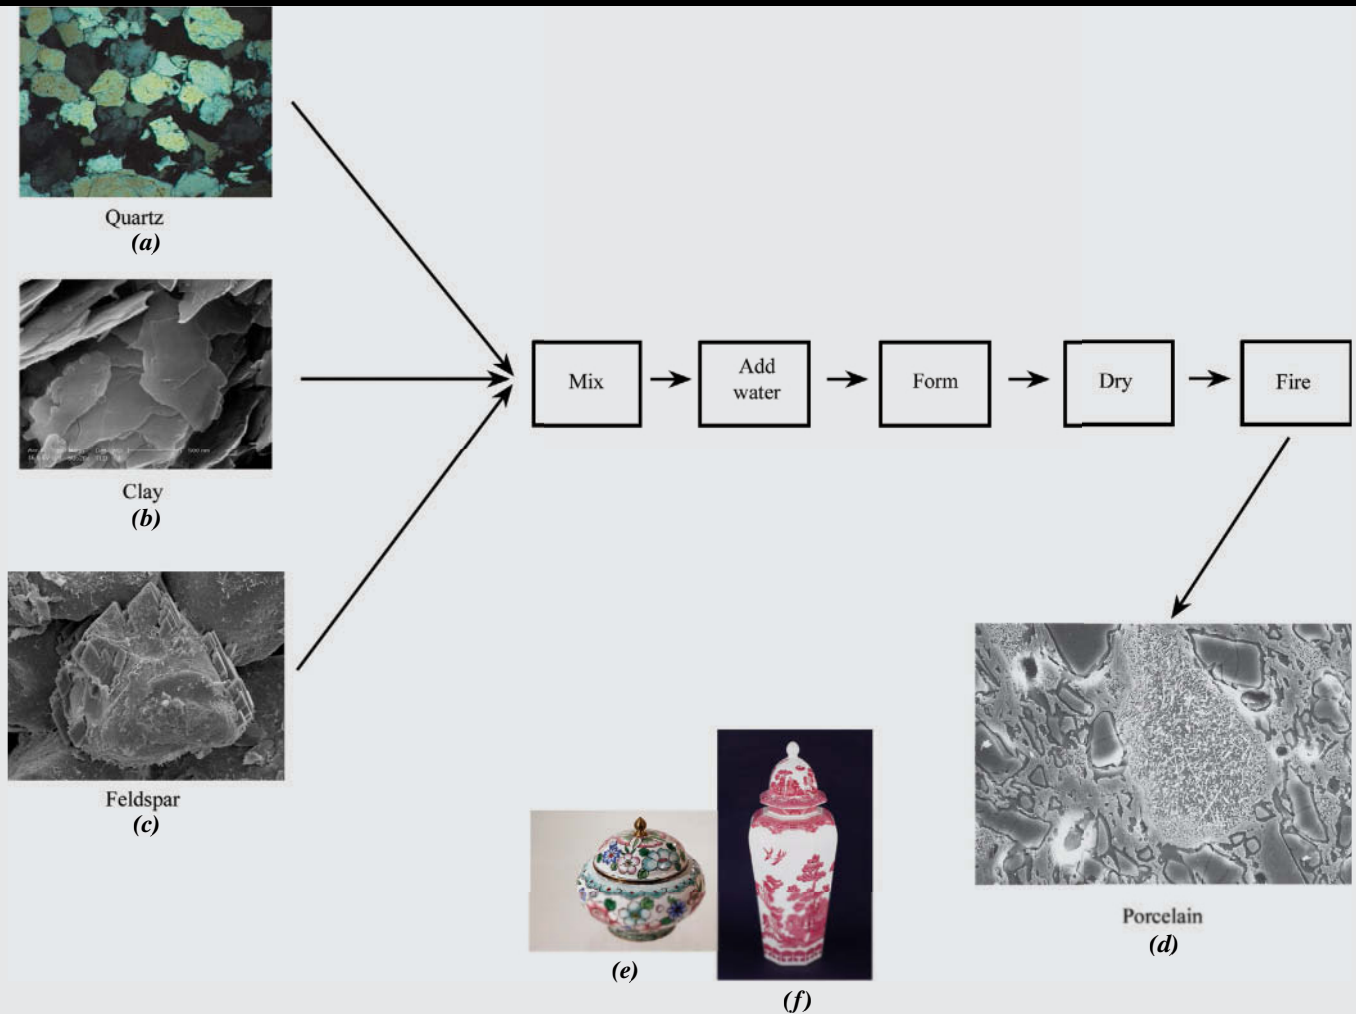 Quartz
(a)
Clay
(b)
Feldspar
(c)
Mix
Add
water
Form
Dry
Fire
Porcelain
(d)
(e)
(f)